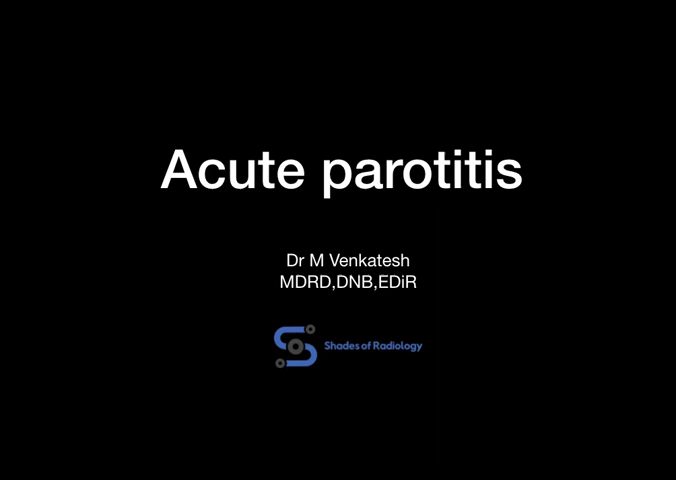 Acute parotitis
Dr M Venkatesh
MDRD,DNB,EDiR
Shades of Radiology